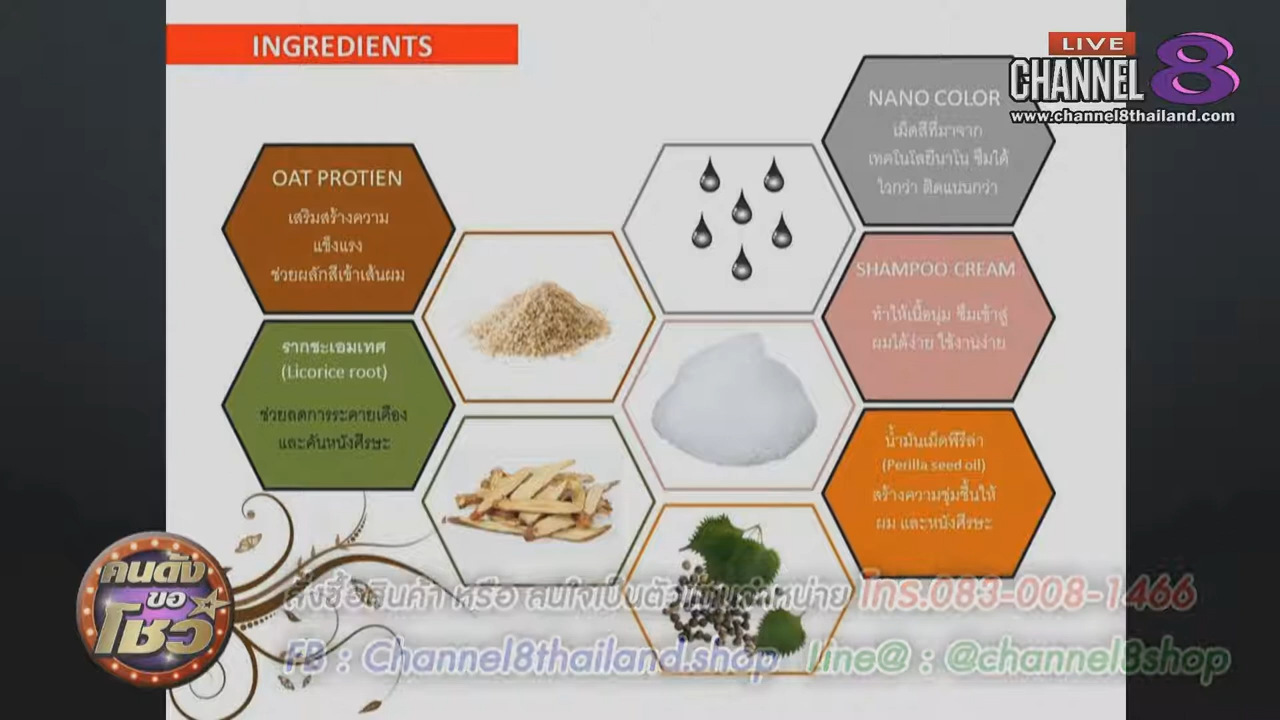 INGREDIENTS
LIVE
CHANNEL 8
www.channel8thailand.com
NANO COLOR
เม็ดสีที่มาจาก
เทคโนโลยีนาโน ซึมได้
ไวกว่า ติดแน่นกว่า
OAT PROTIEN
เสริมสร้างความ
แข็งแรง
ช่วยผลักสีเข้าเส้นผม
SHAMPOO CREAM
ทำให้เนื้อนุ่ม ซึมเข้าสู่
ผมได้ง่าย ใช้งานง่าย
รากชะเอมเทศ
(Licorice root)
ช่วยลดการระคายเคือง
และคันหนังศีรษะ
น้ำมันเม็ดพีรีล่า
(Perilla seed oil)
สร้างความชุ่มชื้นให้
ผม และหนังศีรษะ
คนดัง
ขอ
โชว์
สั่งซื้อสินค้า หรือ สนใจเป็นตัวแทนจำหน่าย โทร.083-008-1466
FB : Channel8thailand.shop Line@ : @channel8shop